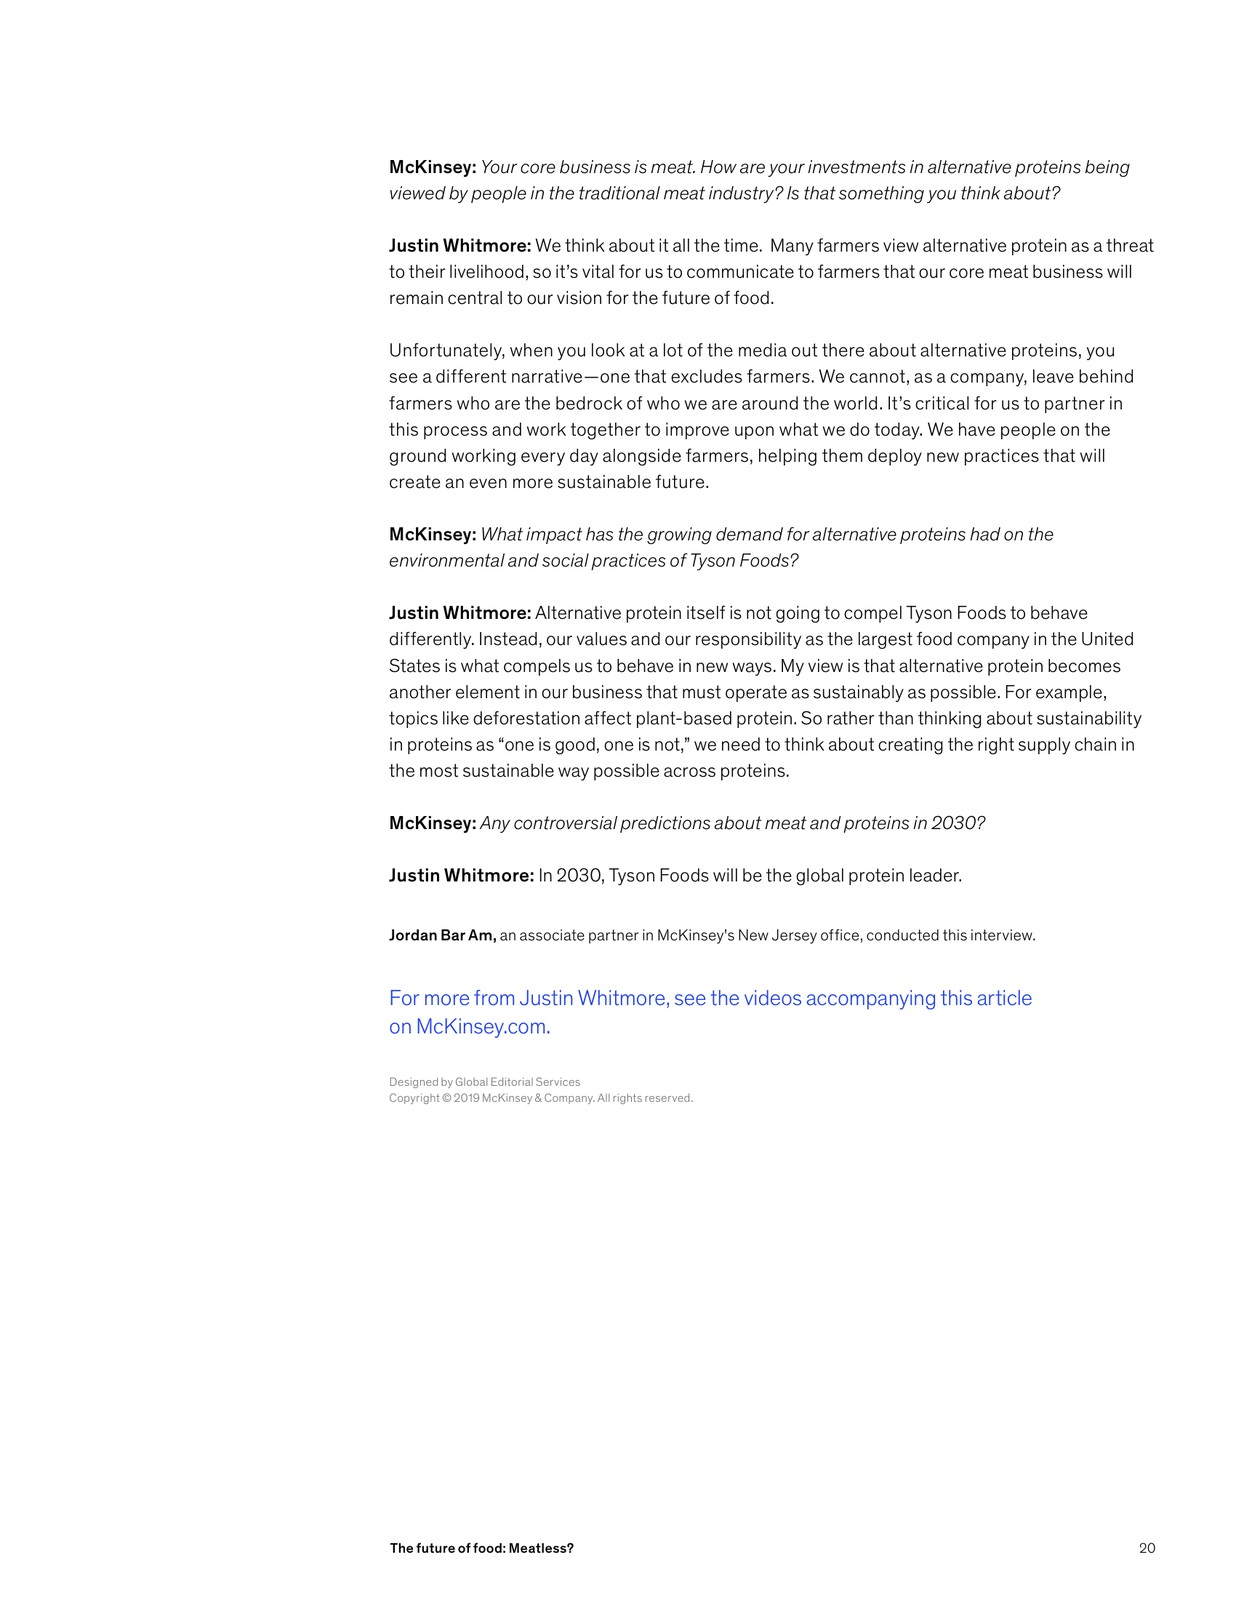 McKinsey: Your core business is meat. How are your investments in alternative proteins being
viewed by people in the traditional meat industry? Is that something you think about?
Justin Whitmore: We think about it all the time.  Many farmers view alternative protein as a threat
to their livelihood, so it’s vital for us to communicate to farmers that our core meat business will
remain central to our vision for the future of food.
Unfortunately, when you look at a lot of the media out there about alternative proteins, you
see a different narrative—one that excludes farmers. We cannot, as a company, leave behind
farmers who are the bedrock of who we are around the world. It’s critical for us to partner in
this process and work together to improve upon what we do today. We have people on the
ground working every day alongside farmers, helping them deploy new practices that will
create an even more sustainable future.
McKinsey: What impact has the growing demand for alternative proteins had on the
environmental and social practices of Tyson Foods?
Justin Whitmore: Alternative protein itself is not going to compel Tyson Foods to behave
differently. Instead, our values and our responsibility as the largest food company in the United
States is what compels us to behave in new ways. My view is that alternative protein becomes
another element in our business that must operate as sustainably as possible. For example,
topics like deforestation affect plant-based protein. So rather than thinking about sustainability
in proteins as “one is good, one is not,” we need to think about creating the right supply chain in
the most sustainable way possible across proteins.
McKinsey: Any controversial predictions about meat and proteins in 2030?
Justin Whitmore: In 2030, Tyson Foods will be the global protein leader.
Jordan Bar Am, an associate partner in McKinsey's New Jersey office, conducted this interview.
For more from Justin Whitmore, see the videos accompanying this article
on McKinsey.com.
Designed by Global Editorial Services
Copyright © 2019 McKinsey & Company. All rights reserved.
The future of food: Meatless? 20